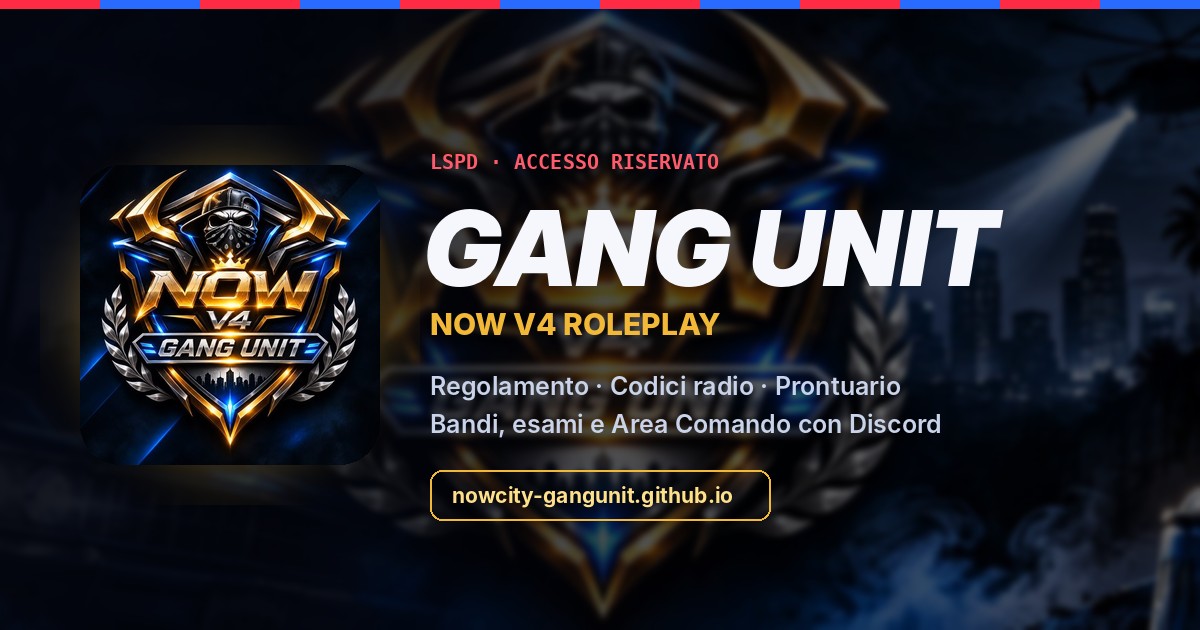 LSPD · ACCESSO RISERVATO
GANG UNIT
NOW V4 ROLEPLAY
Regolamento · Codici radio · Prontuario
Bandi, esami e Area Comando con Discord
nowcity-gangunit.github.io
NOW
V4
GANG UNIT